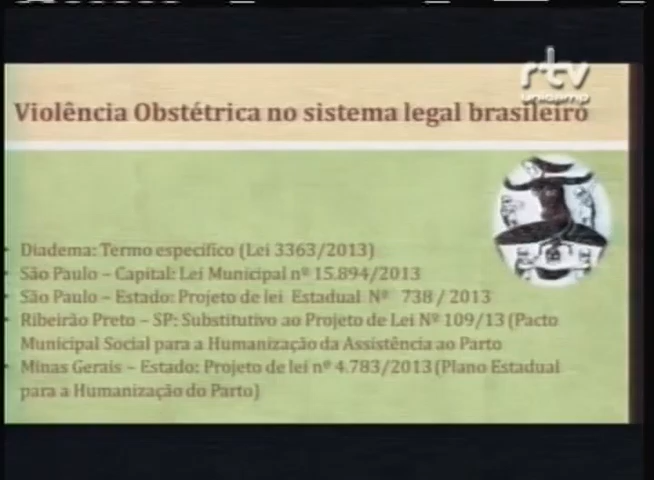 rtv
unicamp
Violência Obstétrica no sistema legal brasileiro
• Diadema: Termo específico (Lei 3363/2013)
• São Paulo – Capital: Lei Municipal nº 15.894/2013
• São Paulo – Estado: Projeto de lei Estadual Nº 738 / 2013
• Ribeirão Preto – SP: Substitutivo ao Projeto de Lei Nº 109/13 (Pacto
Municipal Social para a Humanização da Assistência ao Parto
• Minas Gerais – Estado: Projeto de lei nº 4.783/2013 (Plano Estadual
para a Humanização do Parto)